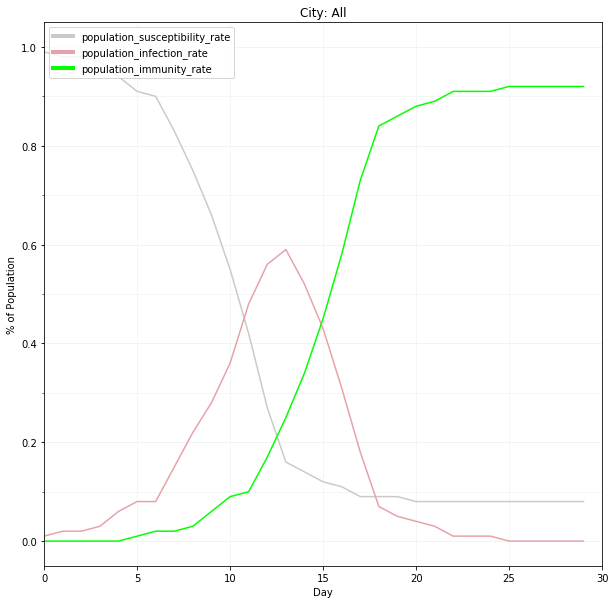 City: All
population_susceptibility_rate
population_infection_rate
population_immunity_rate
1.0
0.8
0.6
0.4
0.2
0.0
% of Population
0 5 10 15 20 25 30
Day